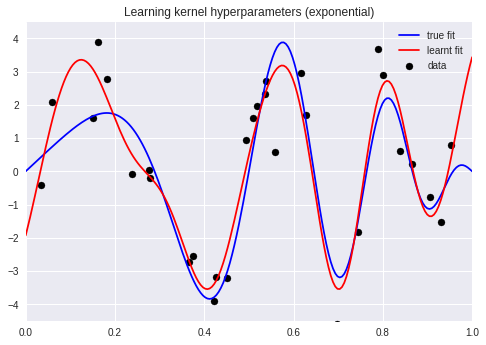 Learning kernel hyperparameters (exponential)
true fit
learnt fit
data
4
3
2
1
0
−1
−2
−3
−4
0.0 0.2 0.4 0.6 0.8 1.0